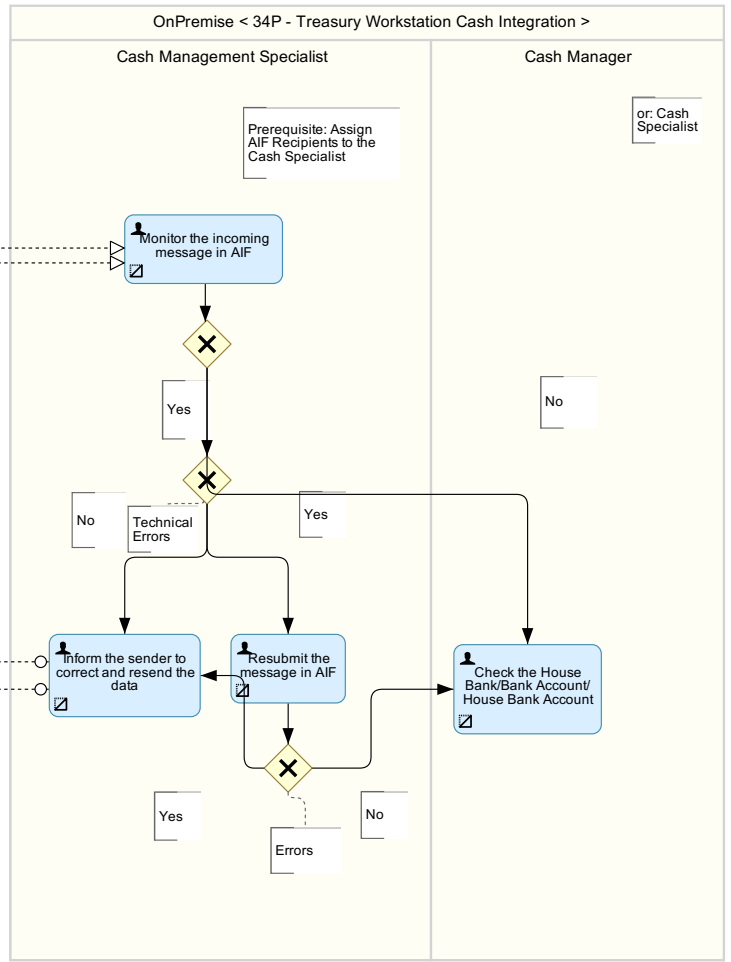 OnPremise < 34P - Treasury Workstation Cash Integration >
Cash Management Specialist
Cash Manager
Prerequisite: Assign
AIF Recipients to the
Cash Specialist
or: Cash
Specialist
Monitor the incoming
message in AIF
Yes
No
No
Technical
Errors
Yes
Inform the sender to
correct and resend the
data
Resubmit the
message in AIF
Check the House
Bank/Bank Account/
House Bank Account
Yes
No
Errors